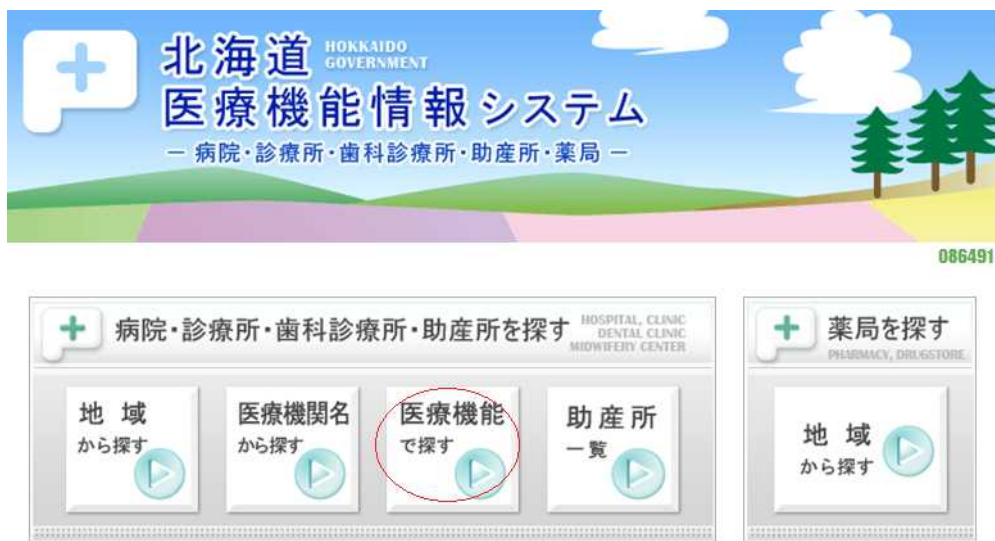 北海道 HOKKAIDO GOVERNMENT
医療機能情報システム
－ 病院・診療所・歯科診療所・助産所・薬局 －
086491
病院・診療所・歯科診療所・助産所を探す
HOSPITAL, CLINIC
DENTAL CLINIC
MIDWIFERY CENTER
地域
から探す
医療機関名
から探す
医療機能
で探す
助産所
一覧
薬局を探す
PHARMACY, DRUGSTORE
地域
から探す